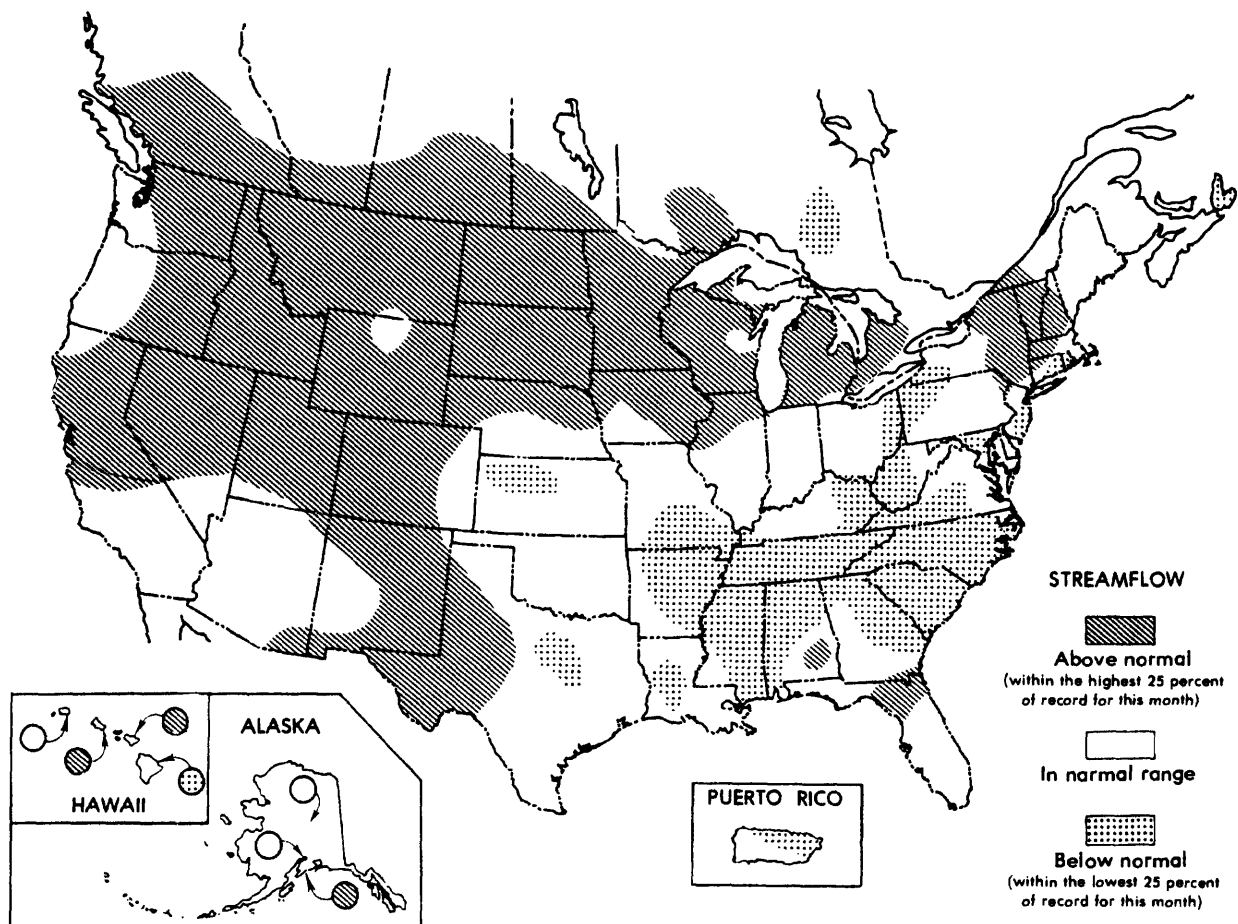 STREAMFLOW
Above normal
(within the highest 25 percent
of record for this month)
In normal range
Below normal
(within the lowest 25 percent
of record for this month)
HAWAII
ALASKA
PUERTO RICO